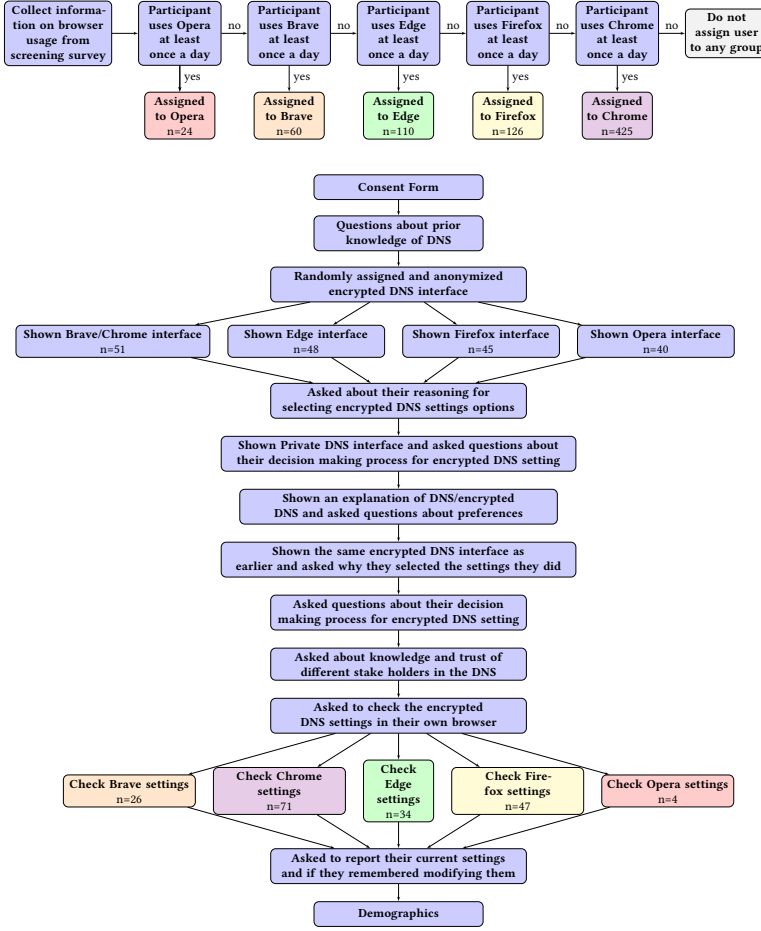 Collect informa-
tion on browser
usage from
screening survey
Participant
uses Opera
at least
once a day
no
Participant
uses Brave
at least
once a day
no
Participant
uses Edge
at least
once a day
no
Participant
uses Firefox
at least
once a day
no
Participant
uses Chrome
at least
once a day
no
Do not
assign user
to any group
yes
yes
yes
yes
yes
Assigned
to Opera
n=24
Assigned
to Brave
n=60
Assigned
to Edge
n=110
Assigned
to Firefox
n=126
Assigned
to Chrome
n=425
Consent Form
Questions about prior
knowledge of DNS
Randomly assigned and anonymized
encrypted DNS interface
Shown Brave/Chrome interface
n=51
Shown Edge interface
n=48
Shown Firefox interface
n=45
Shown Opera interface
n=40
Asked about their reasoning for
selecting encrypted DNS settings options
Shown Private DNS interface and asked questions about
their decision making process for encrypted DNS setting
Shown an explanation of DNS/encrypted
DNS and asked questions about preferences
Shown the same encrypted DNS interface as
earlier and asked why they selected the settings they did
Asked questions about their decision
making process for encrypted DNS setting
Asked about knowledge and trust of
different stake holders in the DNS
Asked to check the encrypted
DNS settings in their own browser
Check Brave settings
n=26
Check Chrome
settings
n=71
Check
Edge
settings
n=34
Check Fire-
fox settings
n=47
Check Opera settings
n=4
Asked to report their current settings
and if they remembered modifying them
Demographics